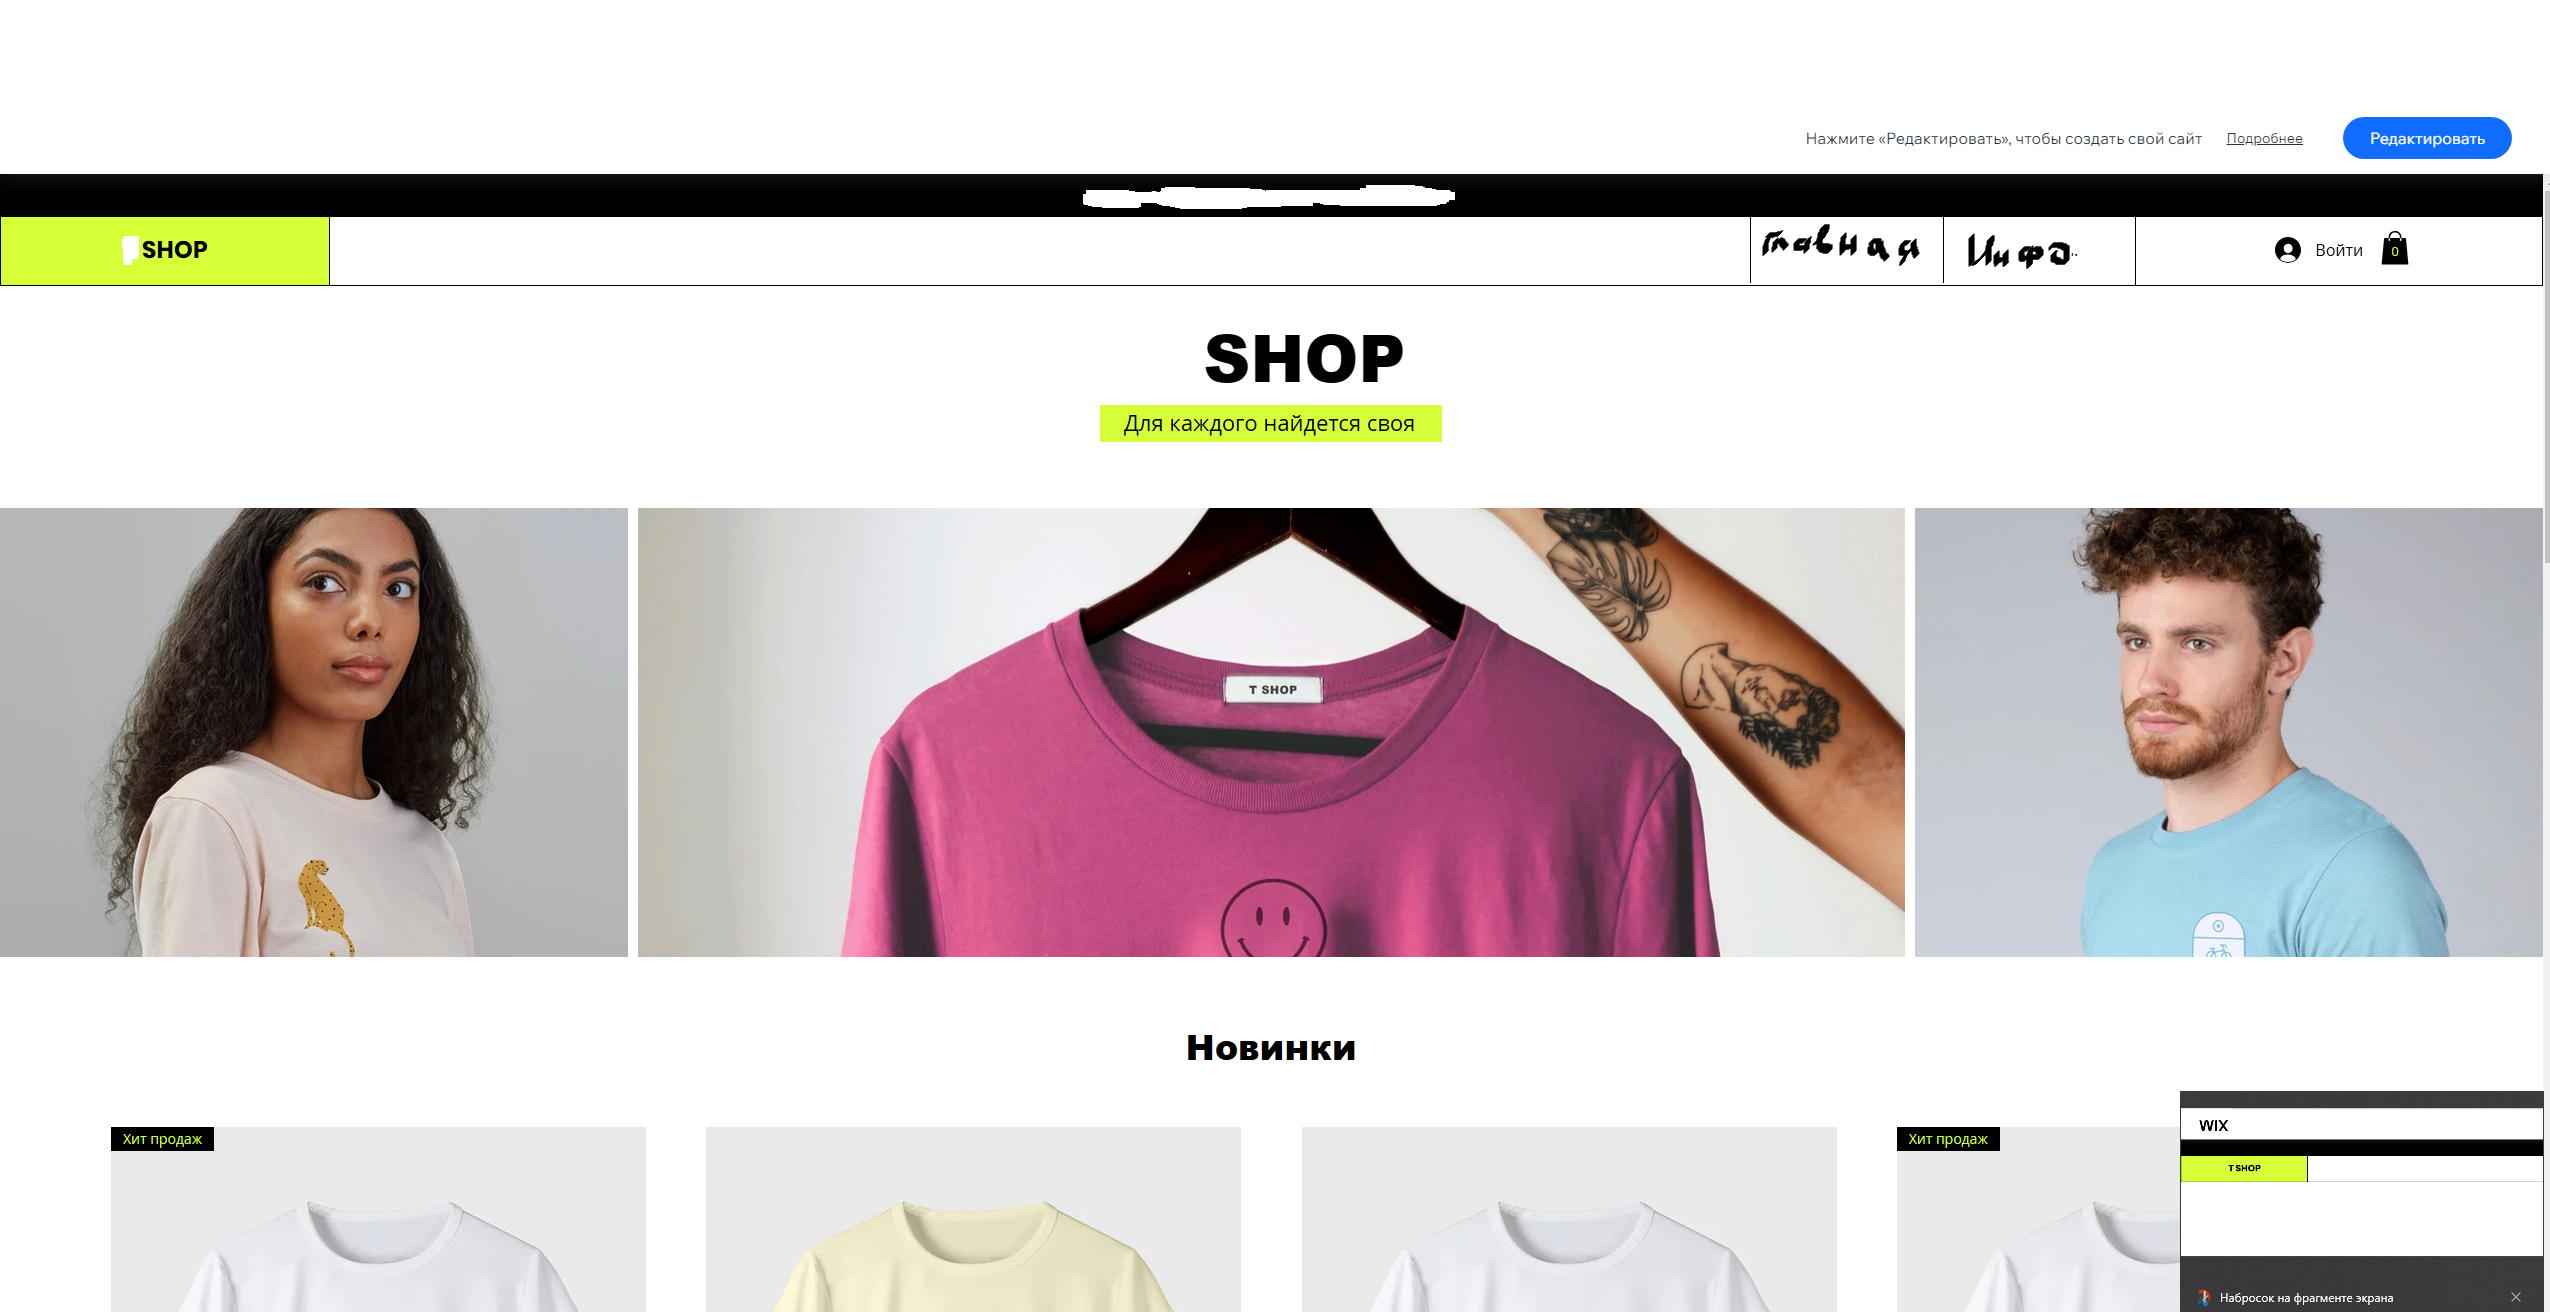 Нажмите «Редактировать», чтобы создать свой сайт Подробнее Редактировать
SHOP главная Инфо.. Войти 0
SHOP
Для каждого найдется своя
T SHOP
Новинки
Хит продаж Хит продаж
WIX
T SHOP
Набросок на фрагменте экрана